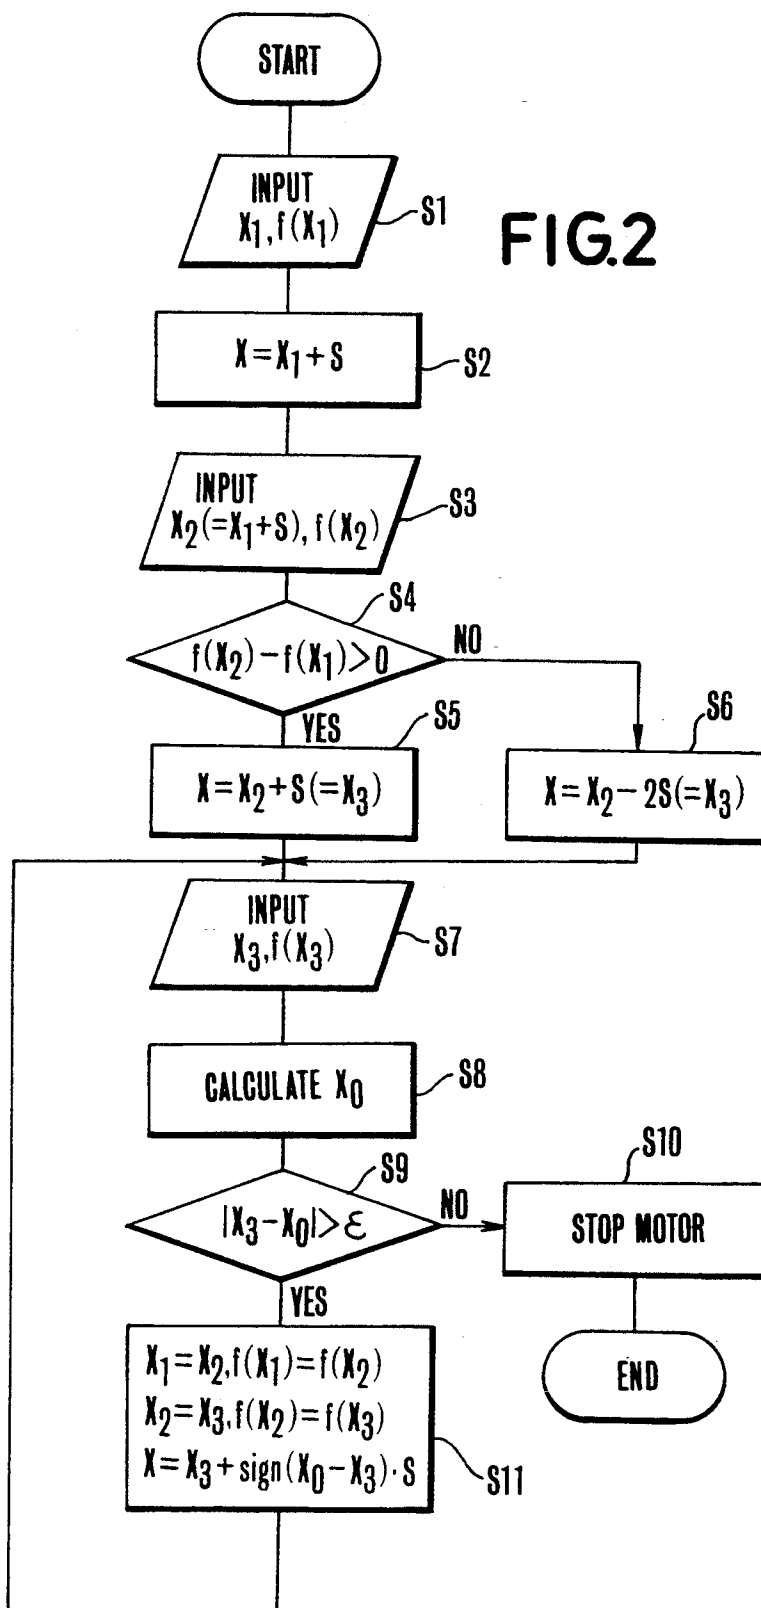 START
INPUT
X₁, f(X₁)
S1
FIG.2
X=X₁+S
S2
INPUT
X₂(=X₁+S), f(X₂)
S3
S4
f(X₂)-f(X₁)>0
NO
YES
S5
S6
X=X₂+S(=X₃)
X=X₂-2S(=X₃)
INPUT
X₃, f(X₃)
S7
CALCULATE X₀
S8
S9
S10
|X₃-X₀|>ε
NO
STOP MOTOR
YES
X₁=X₂, f(X₁)=f(X₂)
X₂=X₃, f(X₂)=f(X₃)
X=X₃+sign(X₀-X₃)·S
S11
END